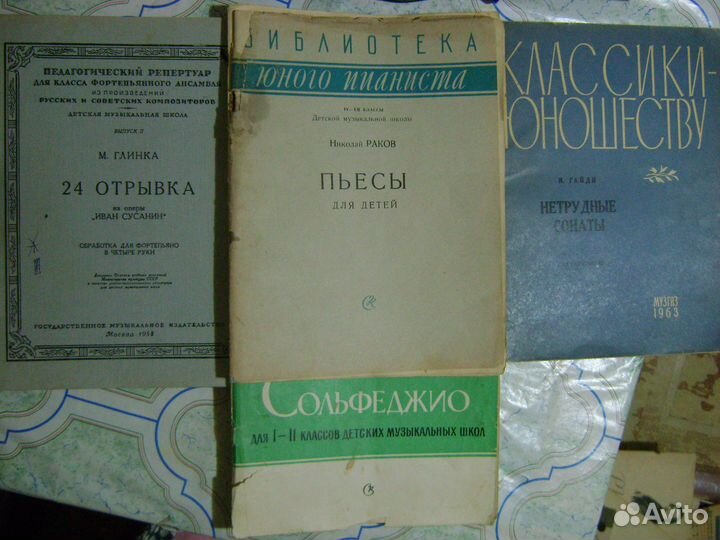 ПЕДАГОГИЧЕСКИЙ РЕПЕРТУАР
ДЛЯ КЛАССА ФОРТЕПЬЯННОГО АНСАМБЛЯ
ИЗ ПРОИЗВЕДЕНИЙ
РУССКИХ И СОВЕТСКИХ КОМПОЗИТОРОВ
ДЕТСКАЯ МУЗЫКАЛЬНАЯ ШКОЛА
ВЫПУСК II
М. ГЛИНКА
24 ОТРЫВКА
из оперы
„ИВАН СУСАНИН"
ОБРАБОТКА ДЛЯ ФОРТЕПЬЯНО
В ЧЕТЫРЕ РУКИ
ГОСУДАРСТВЕННОЕ МУЗЫКАЛЬНОЕ ИЗДАТЕЛЬСТВО
Москва 1958
БИБЛИОТЕКА
юного пианиста
Детской музыкальной школы
Николай РАКОВ
ПЬЕСЫ
ДЛЯ ДЕТЕЙ
СК
СОЛЬФЕДЖИО
ДЛЯ I–II КЛАССОВ ДЕТСКИХ МУЗЫКАЛЬНЫХ ШКОЛ
СК
КЛАССИКИ-
ЮНОШЕСТВУ
И. ГАЙДН
НЕТРУДНЫЕ
СОНАТЫ
МУЗГИЗ
1963
Avito